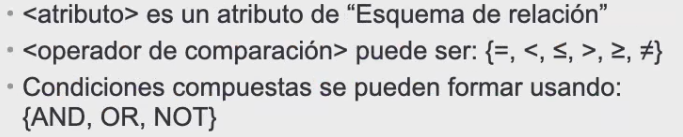 • <atributo> es un atributo de “Esquema de relación”
• <operador de comparación> puede ser: {=, <, ≤, >, ≥, ≠}
• Condiciones compuestas se pueden formar usando:
{AND, OR, NOT}